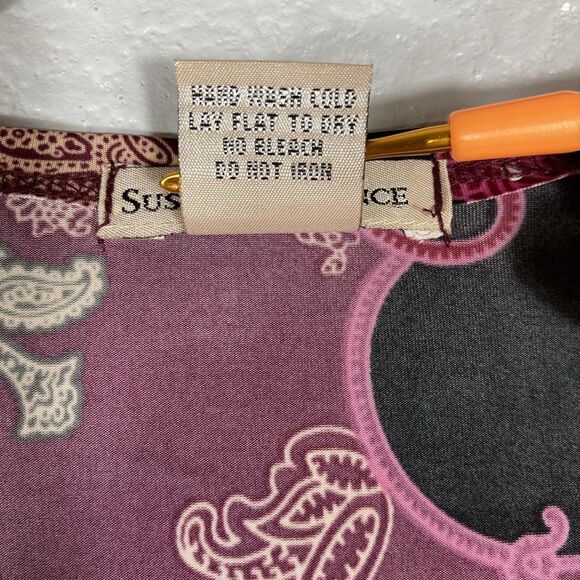 HAND WASH COLD
LAY FLAT TO DRY
NO BLEACH
DO NOT IRON
SUS NCE